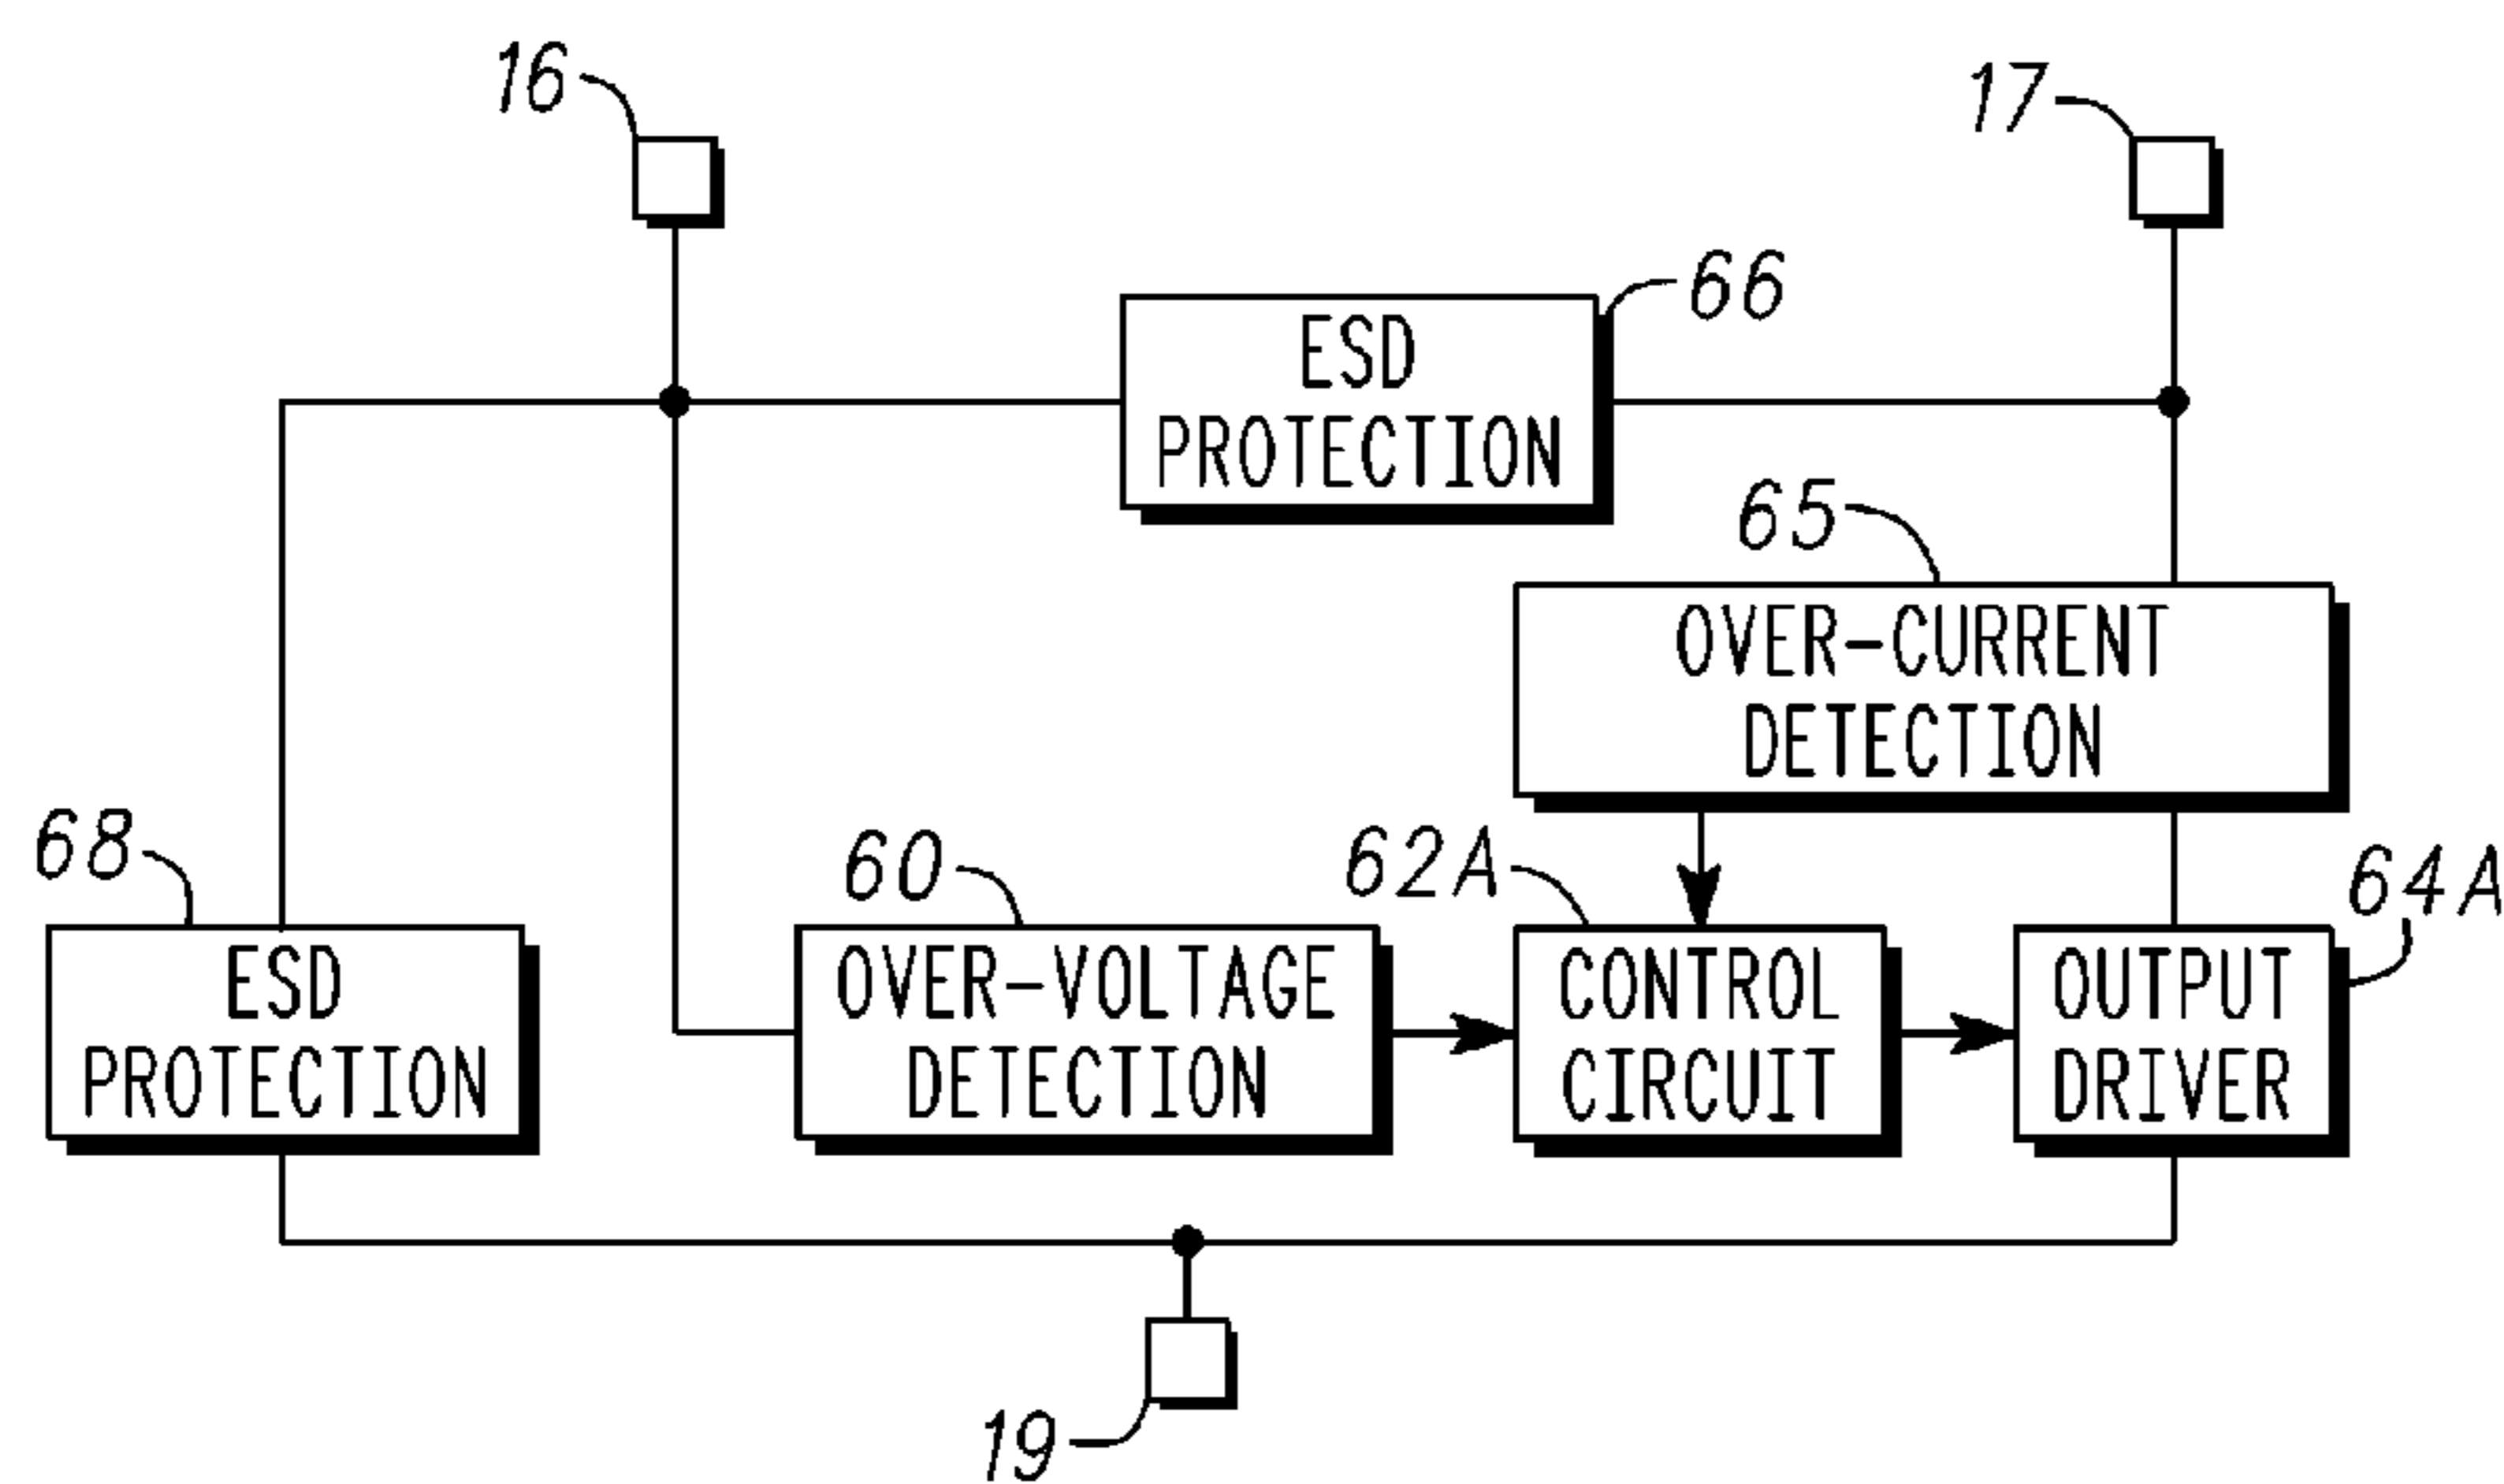 16
17
66
ESD
PROTECTION
65
OVER-CURRENT
DETECTION
68
60
62A
64A
ESD
PROTECTION
OVER-VOLTAGE
DETECTION
CONTROL
CIRCUIT
OUTPUT
DRIVER
19